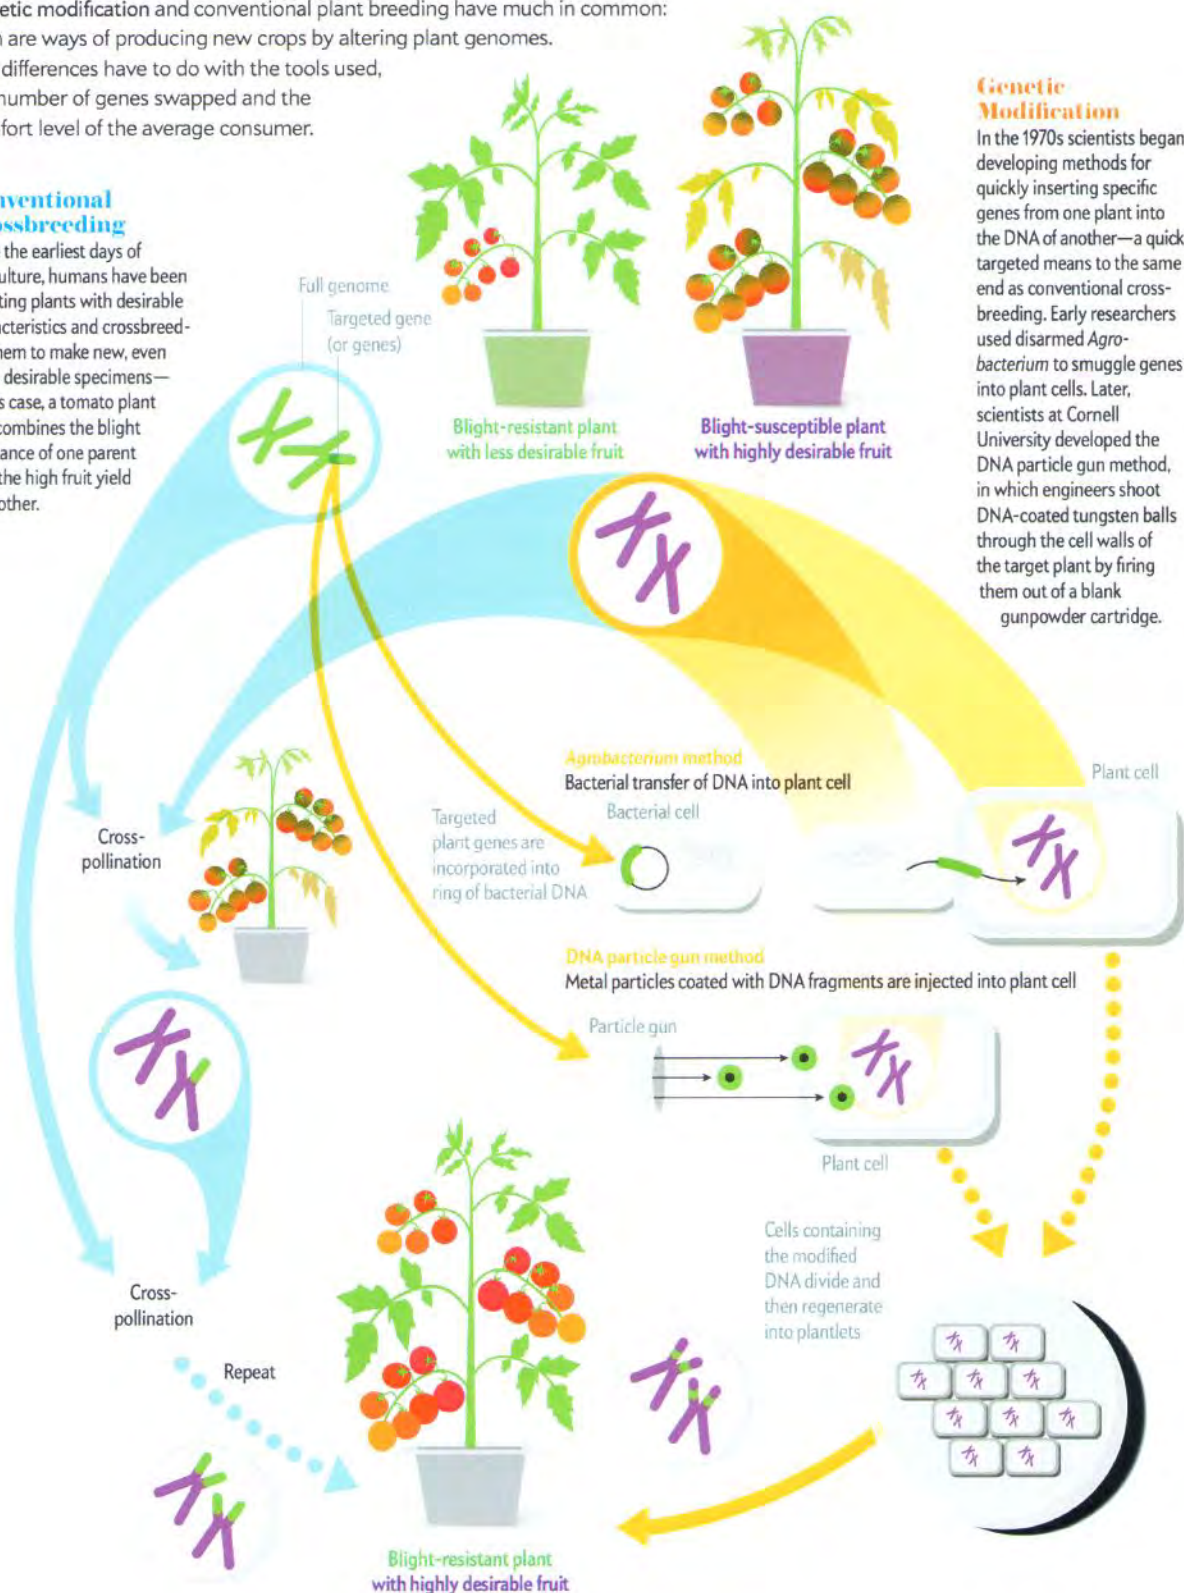 etic modification and conventional plant breeding have much in common:
are ways of producing new crops by altering plant genomes.
differences have to do with the tools used,
number of genes swapped and the
fort level of the average consumer.
nventional
ossbreeding
the earliest days of
ulture, humans have been
ting plants with desirable
acteristics and crossbreed-
hem to make new, even
desirable specimens—
s case, a tomato plant
combines the blight
ance of one parent
the high fruit yield
other.
Genetic
Modification
In the 1970s scientists began
developing methods for
quickly inserting specific
genes from one plant into
the DNA of another—a quick
targeted means to the same
end as conventional cross-
breeding. Early researchers
used disarmed Agro-
bacterium to smuggle genes
into plant cells. Later,
scientists at Cornell
University developed the
DNA particle gun method,
in which engineers shoot
DNA-coated tungsten balls
through the cell walls of
the target plant by firing
them out of a blank
gunpowder cartridge.
Full genome
Targeted gene
(or genes)
Blight-resistant plant
with less desirable fruit
Blight-susceptible plant
with highly desirable fruit
Agrobacterium method
Bacterial transfer of DNA into plant cell
Plant cell
Bacterial cell
Targeted
plant genes are
incorporated into
ring of bacterial DNA
Cross-
pollination
DNA particle gun method
Metal particles coated with DNA fragments are injected into plant cell
Particle gun
Plant cell
Cells containing
the modified
DNA divide and
then regenerate
into plantlets
Cross-
pollination
Repeat
Blight-resistant plant
with highly desirable fruit